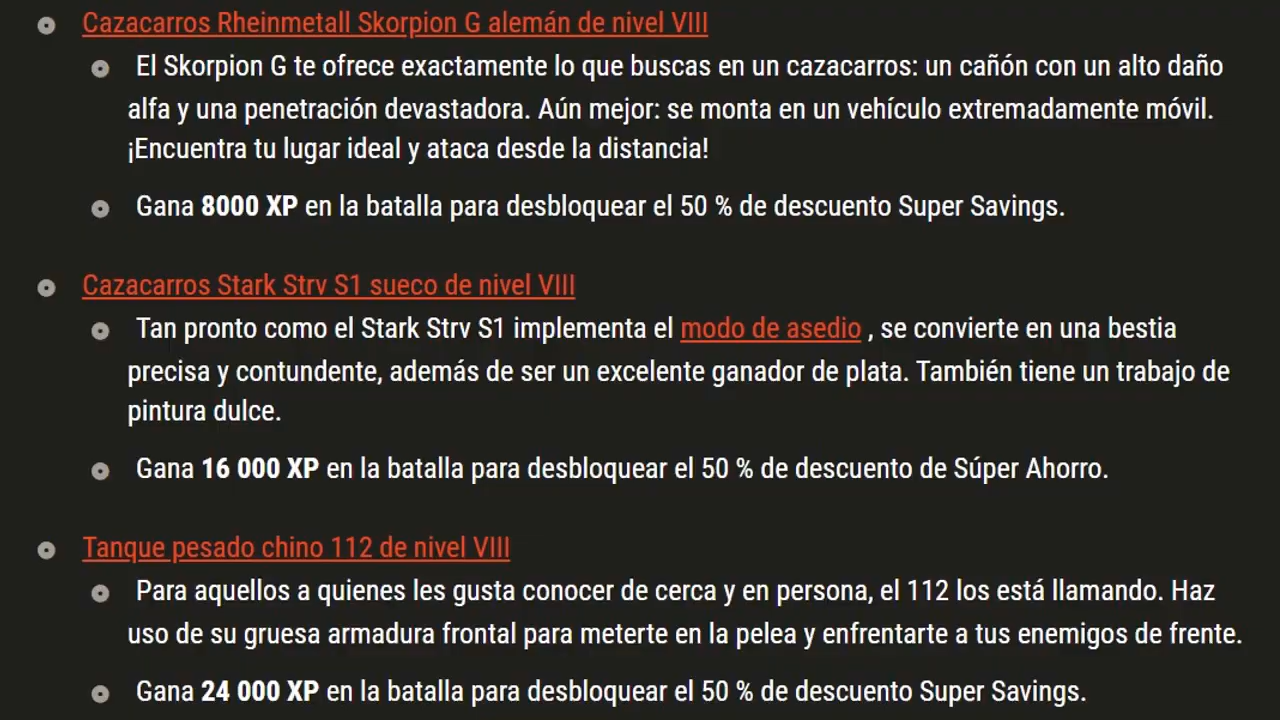 Cazacarros Rheinmetall Skorpion G alemán de nivel VIII
El Skorpion G te ofrece exactamente lo que buscas en un cazacarros: un cañón con un alto daño
alfa y una penetración devastadora. Aún mejor: se monta en un vehículo extremadamente móvil.
¡Encuentra tu lugar ideal y ataca desde la distancia!
Gana 8000 XP en la batalla para desbloquear el 50 % de descuento Super Savings.
Cazacarros Stark Strv S1 sueco de nivel VIII
Tan pronto como el Stark Strv S1 implementa el modo de asedio , se convierte en una bestia
precisa y contundente, además de ser un excelente ganador de plata. También tiene un trabajo de
pintura dulce.
Gana 16 000 XP en la batalla para desbloquear el 50 % de descuento de Súper Ahorro.
Tanque pesado chino 112 de nivel VIII
Para aquellos a quienes les gusta conocer de cerca y en persona, el 112 los está llamando. Haz
uso de su gruesa armadura frontal para meterte en la pelea y enfrentarte a tus enemigos de frente.
Gana 24 000 XP en la batalla para desbloquear el 50 % de descuento Super Savings.